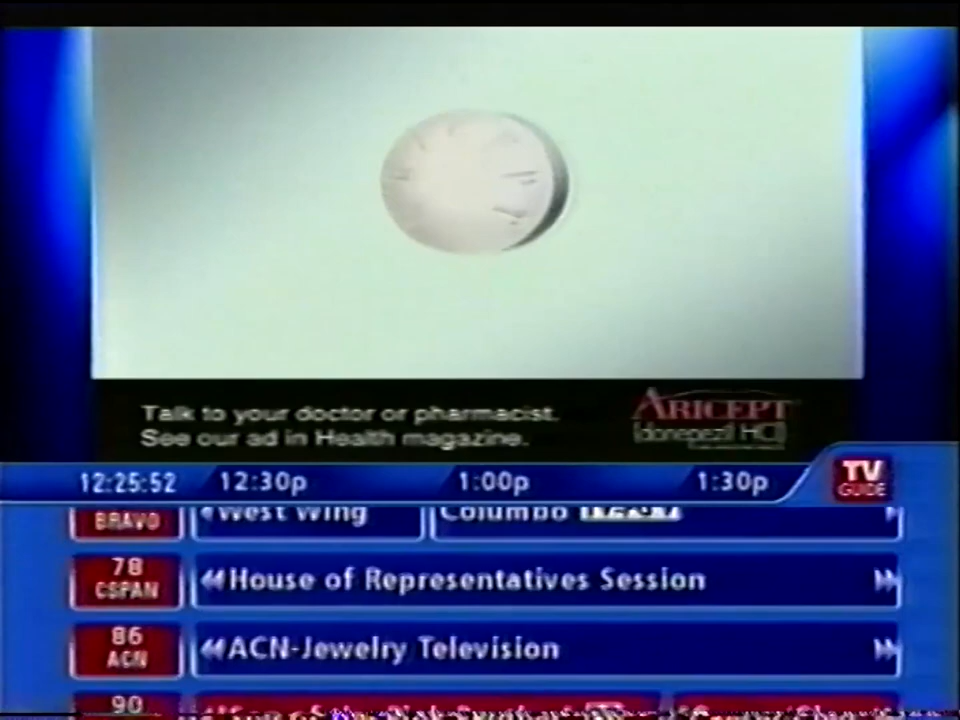 Talk to your doctor or pharmacist.
See our ad in Health magazine.
ARICEPT
(donepezil HCl)
12:25:52 12:30p 1:00p 1:30p
TV
GUIDE
BRAVO West Wing Columbo
78
CSPAN
House of Representatives Session
86
ACN
ACN-Jewelry Television
90